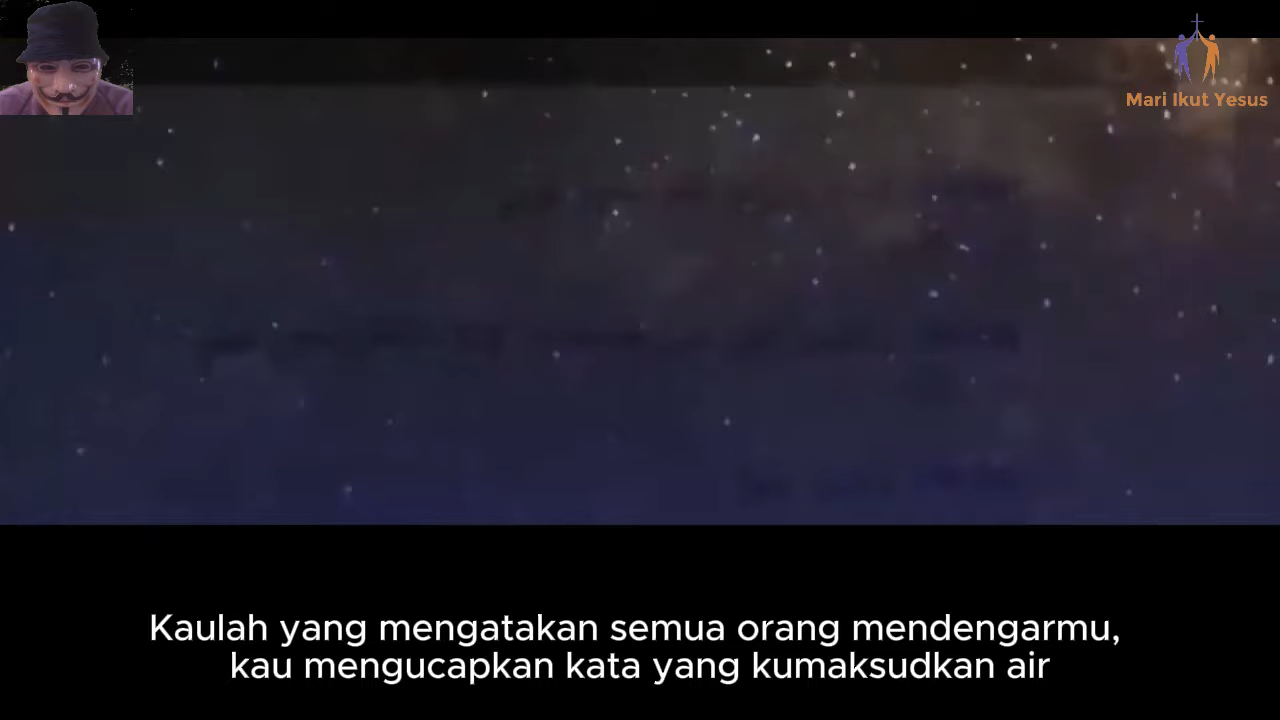 Mari Ikut Yesus
Kaulah yang mengatakan semua orang mendengarmu,
kau mengucapkan kata yang kumaksudkan air